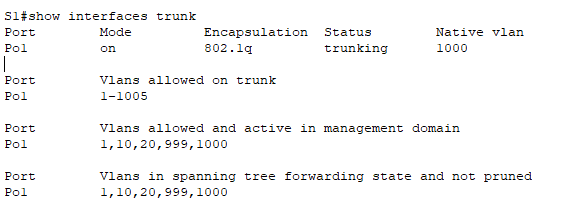 S1#show interfaces trunk
Port Mode Encapsulation Status Native vlan
Po1 on 802.1q trunking 1000
Port Vlans allowed on trunk
Po1 1-1005
Port Vlans allowed and active in management domain
Po1 1,10,20,999,1000
Port Vlans in spanning tree forwarding state and not pruned
Po1 1,10,20,999,1000